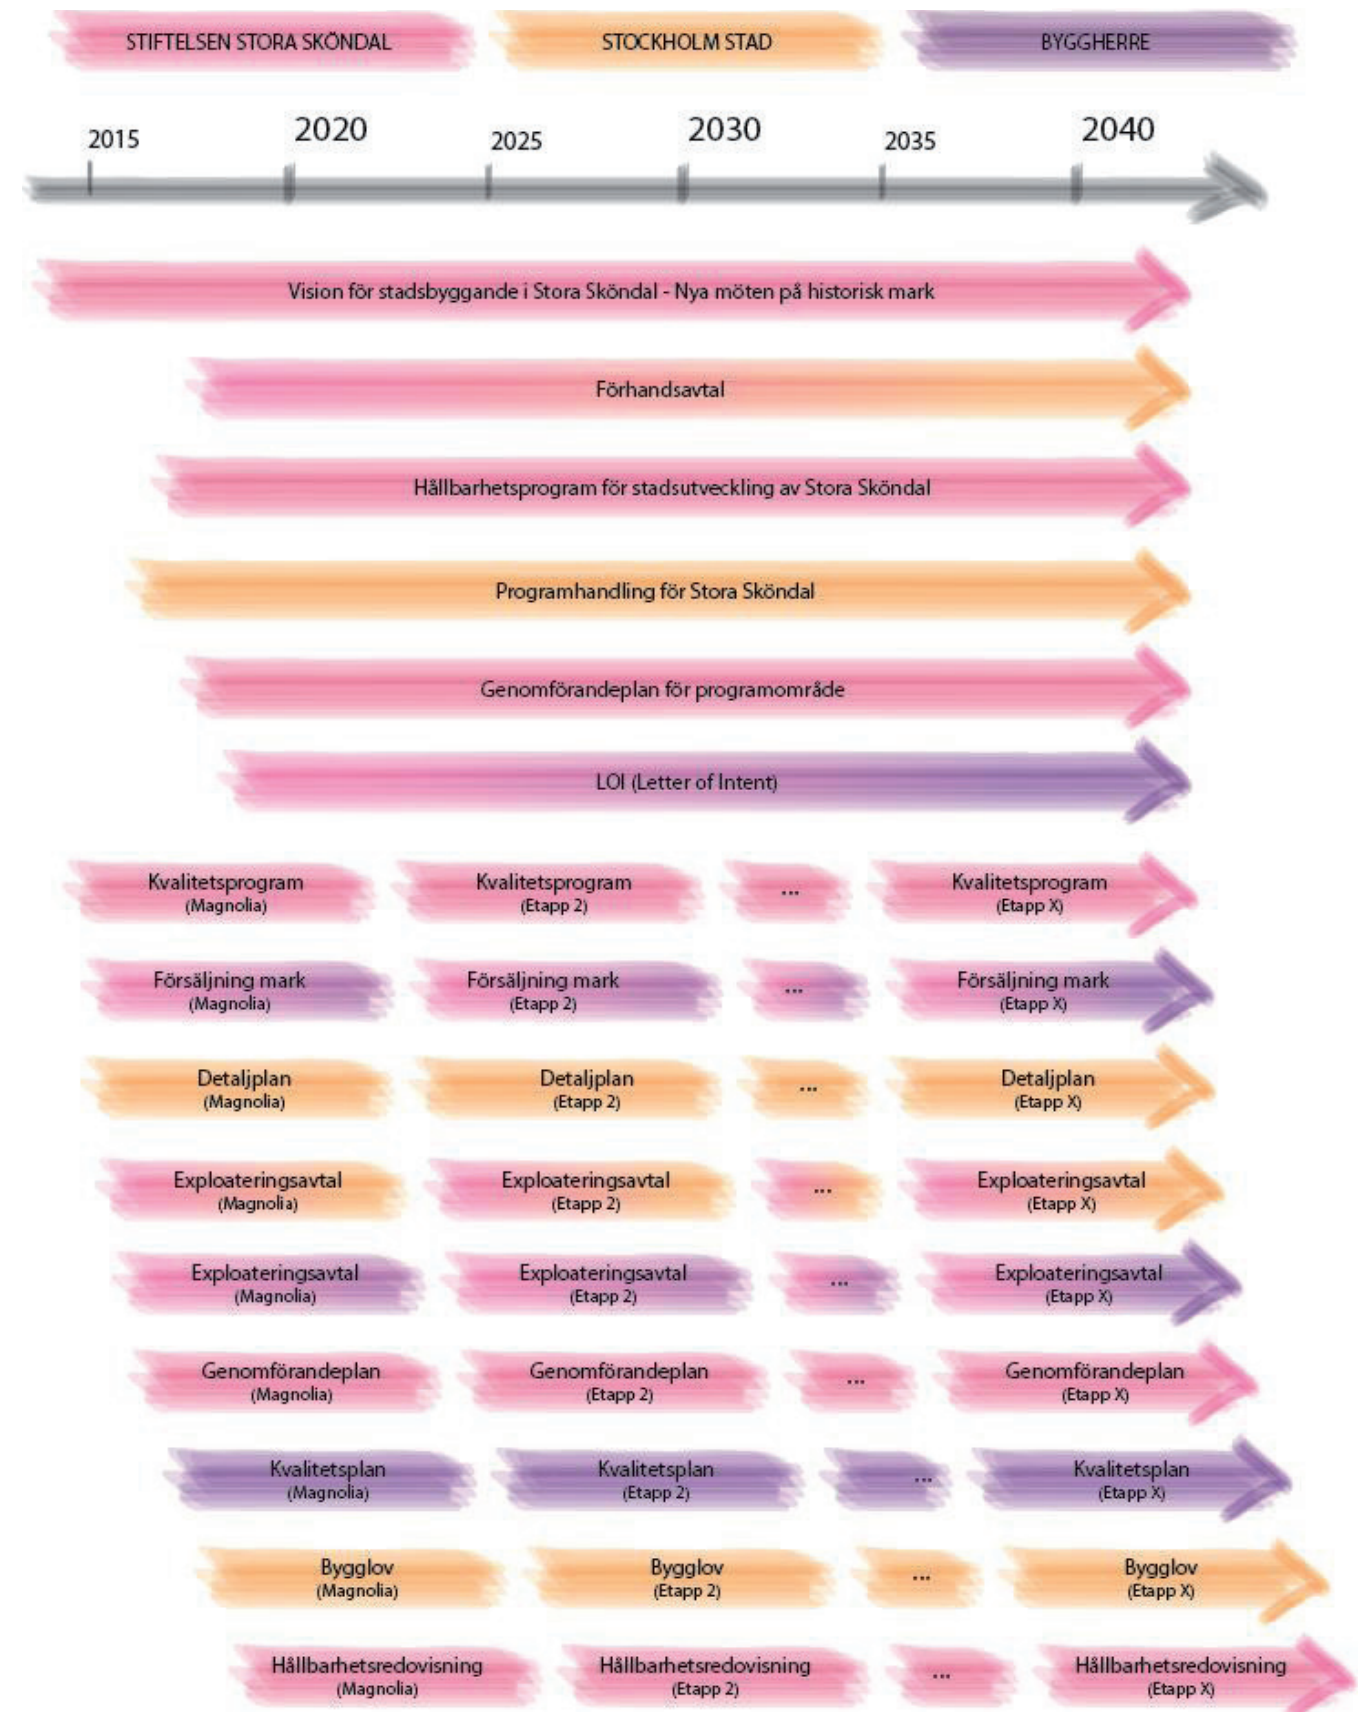 STIFTELSEN STORA SKÖNDAL
STOCKHOLM STAD
BYGGHERRE
2015
2020
2025
2030
2035
2040
Vision för stadsbyggande i Stora Sköndal - Nya möten på historisk mark
Förhandsavtal
Hållbarhetsprogram för stadsutveckling av Stora Sköndal
Programhandling för Stora Sköndal
Genomförandeplan för programområde
LOI (Letter of Intent)
Kvalitetsprogram
(Magnolia)
Kvalitetsprogram
(Etapp 2)
...
Kvalitetsprogram
(Etapp X)
Försäljning mark
(Magnolia)
Försäljning mark
(Etapp 2)
...
Försäljning mark
(Etapp X)
Detaljplan
(Magnolia)
Detaljplan
(Etapp 2)
...
Detaljplan
(Etapp X)
Exploateringsavtal
(Magnolia)
Exploateringsavtal
(Etapp 2)
...
Exploateringsavtal
(Etapp X)
Exploateringsavtal
(Magnolia)
Exploateringsavtal
(Etapp 2)
...
Exploateringsavtal
(Etapp X)
Genomförandeplan
(Magnolia)
Genomförandeplan
(Etapp 2)
...
Genomförandeplan
(Etapp X)
Kvalitetsplan
(Magnolia)
Kvalitetsplan
(Etapp 2)
...
Kvalitetsplan
(Etapp X)
Bygglov
(Magnolia)
Bygglov
(Etapp 2)
...
Bygglov
(Etapp X)
Hållbarhetsredovisning
(Magnolia)
Hållbarhetsredovisning
(Etapp 2)
...
Hållbarhetsredovisning
(Etapp X)